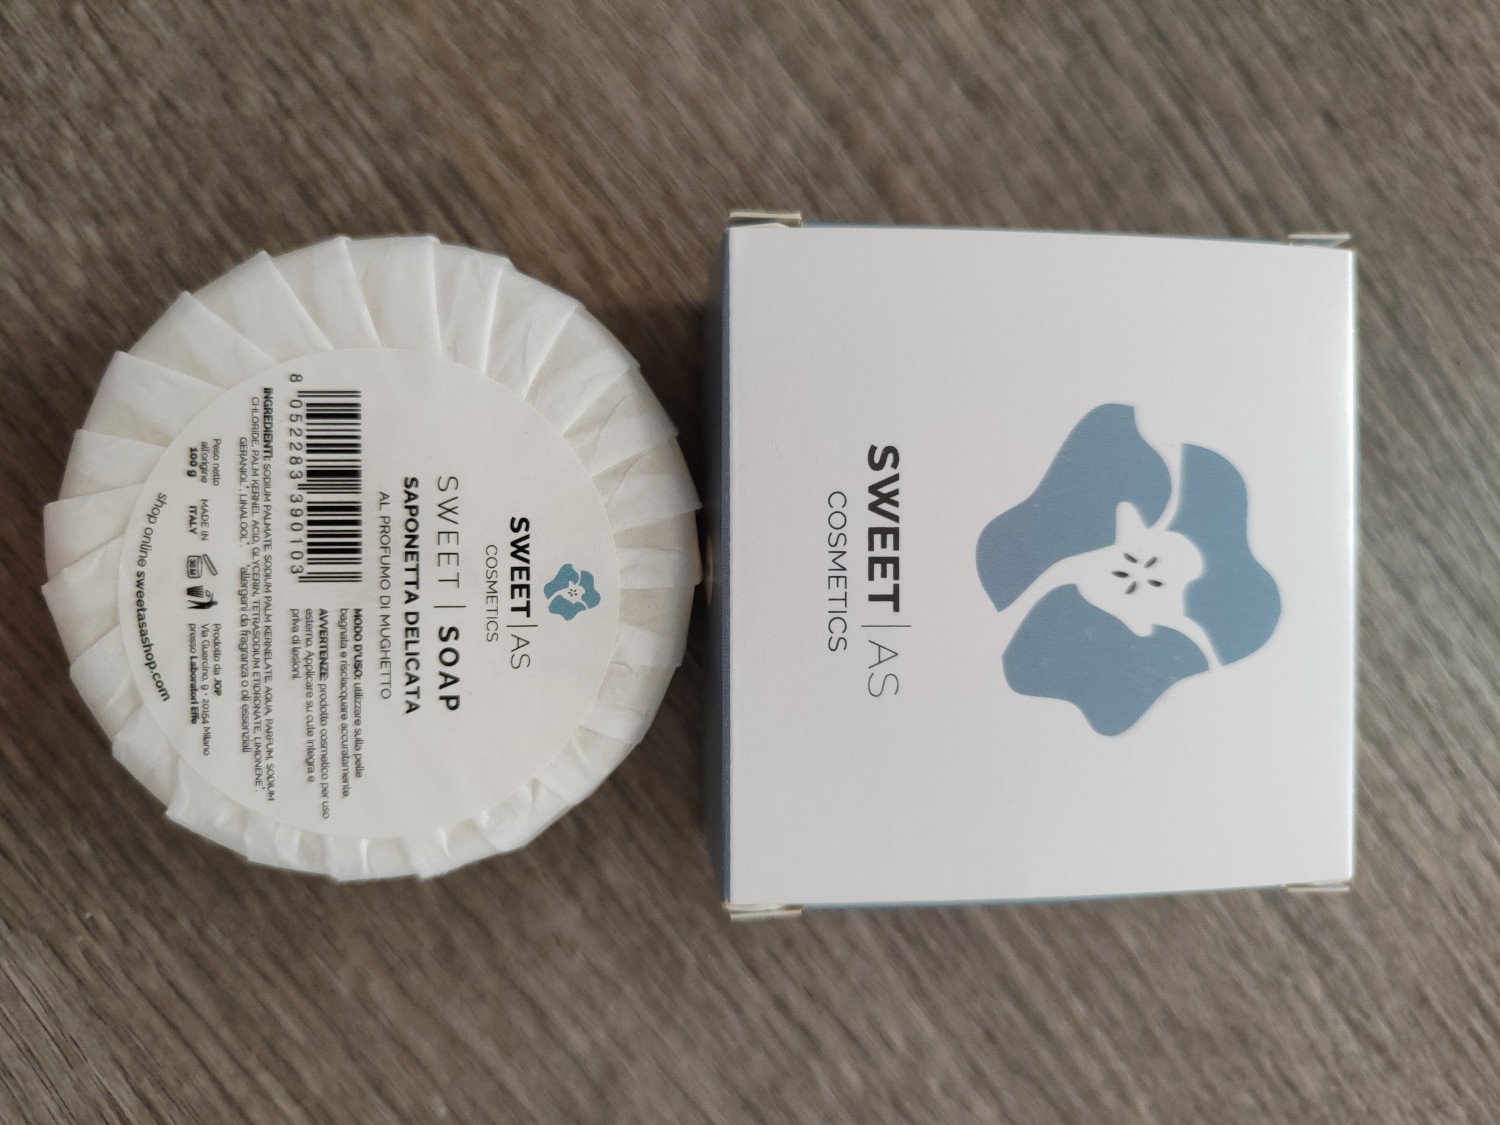 SWEET | AS
COSMETICS
SWEET | SOAP
SAPONETTA DELICATA
AL PROFUMO DI MUGHETTO
MODO D'USO: utilizzare sulla pelle
bagnata e risciacquare accuratamente.
AVVERTENZE: prodotto cosmetico per uso
esterno. Applicare su cute integra e
priva di lesioni.
8 052283 390103
INGREDIENTI: SODIUM PALMATE SODIUM PALM KERNELATE, AQUA, PARFUM, SODIUM
CHLORIDE, PALM KERNEL ACID, GLYCERIN, TETRASODIUM ETIDRONATE, LIMONENE*,
GERANIOL*, LINALOOL*. *allergeni da fragranza o oli essenziali
Peso netto
all'origine
100 g
MADE IN
ITALY
36 M
Prodotto da JOP
Via Guercino, 9 - 20154 Milano
presso Laboratori Effe
shop online sweetasashop.com
SWEET | AS
COSMETICS